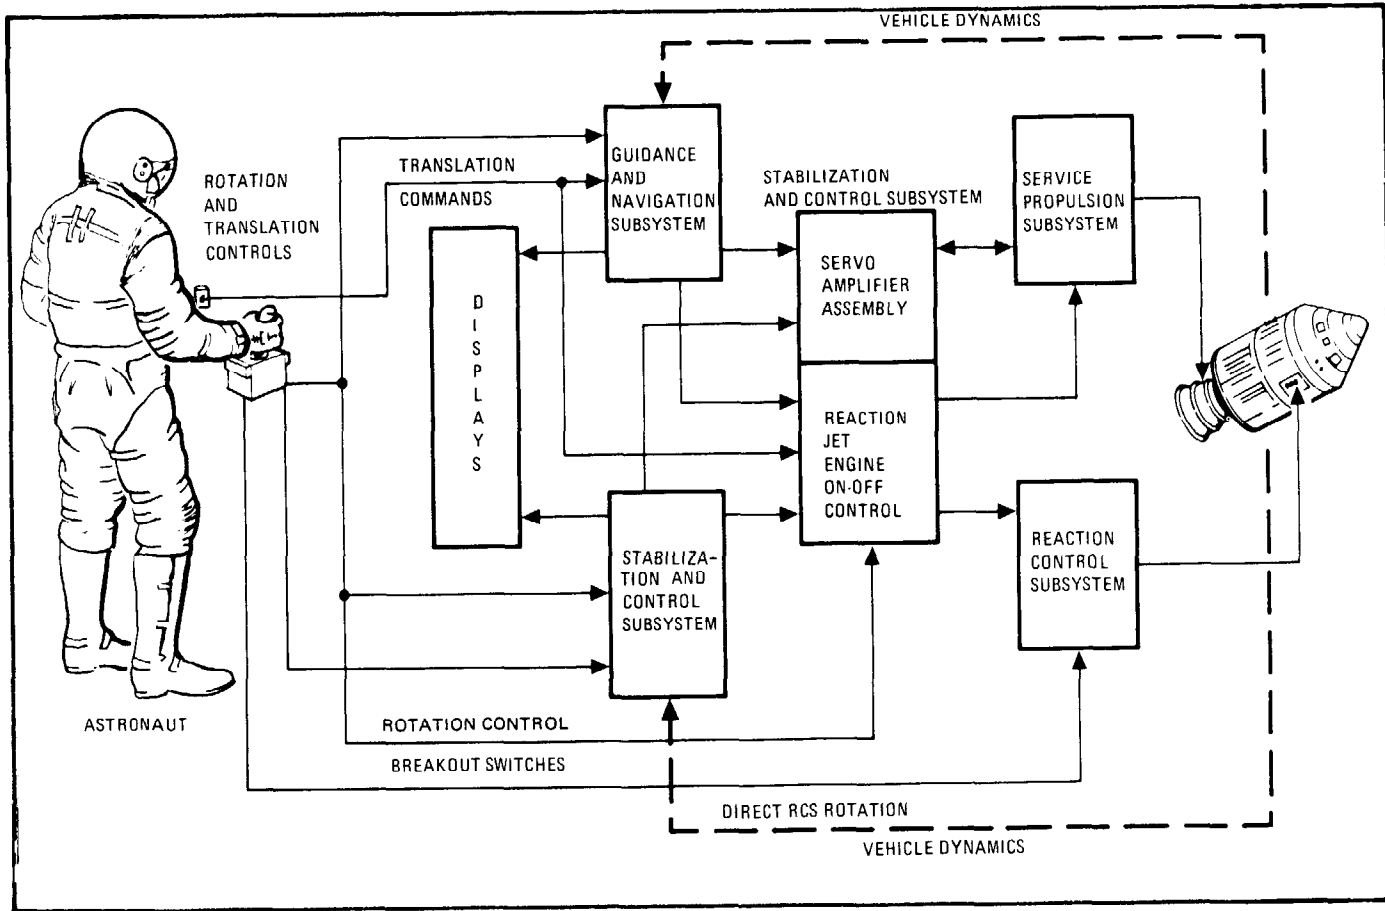 VEHICLE DYNAMICS
ROTATION
AND
TRANSLATION
CONTROLS
TRANSLATION
COMMANDS
GUIDANCE
AND
NAVIGATION
SUBSYSTEM
STABILIZATION
AND CONTROL SUBSYSTEM
SERVICE
PROPULSION
SUBSYSTEM
DISPLAYS
SERVO
AMPLIFIER
ASSEMBLY
REACTION
JET
ENGINE
ON-OFF
CONTROL
STABILIZA-
TION AND
CONTROL
SUBSYSTEM
REACTION
CONTROL
SUBSYSTEM
ASTRONAUT
ROTATION CONTROL
BREAKOUT SWITCHES
DIRECT RCS ROTATION
VEHICLE DYNAMICS